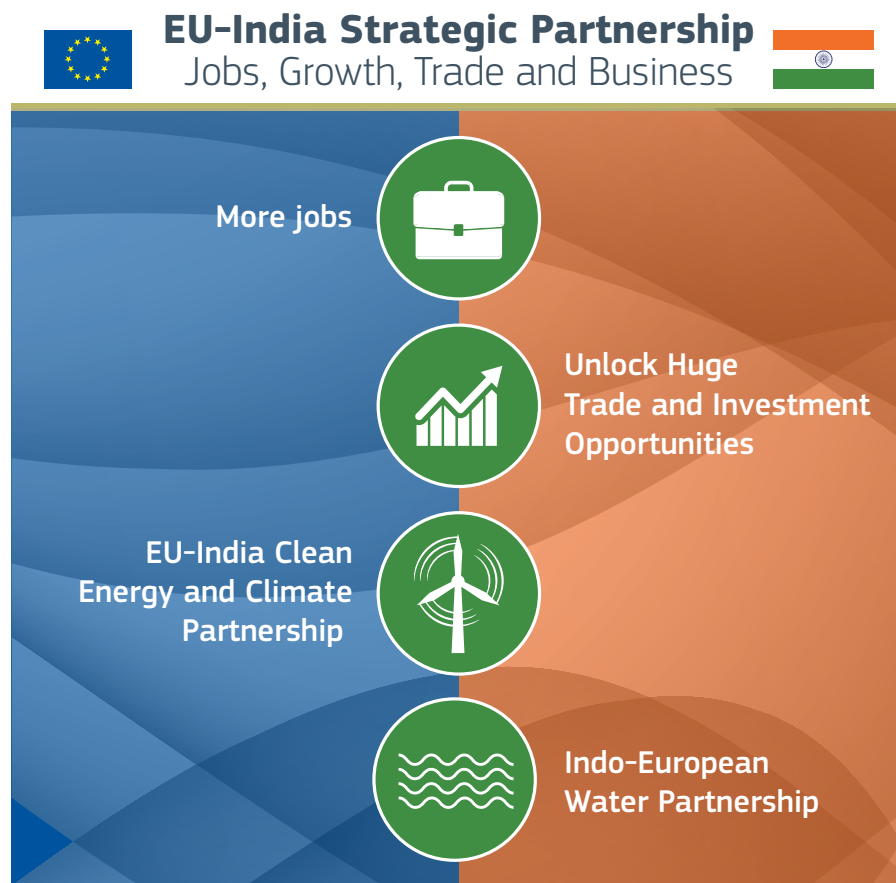 EU-India Strategic Partnership
Jobs, Growth, Trade and Business
More jobs
Unlock Huge
Trade and Investment
Opportunities
EU-India Clean
Energy and Climate
Partnership
Indo-European
Water Partnership